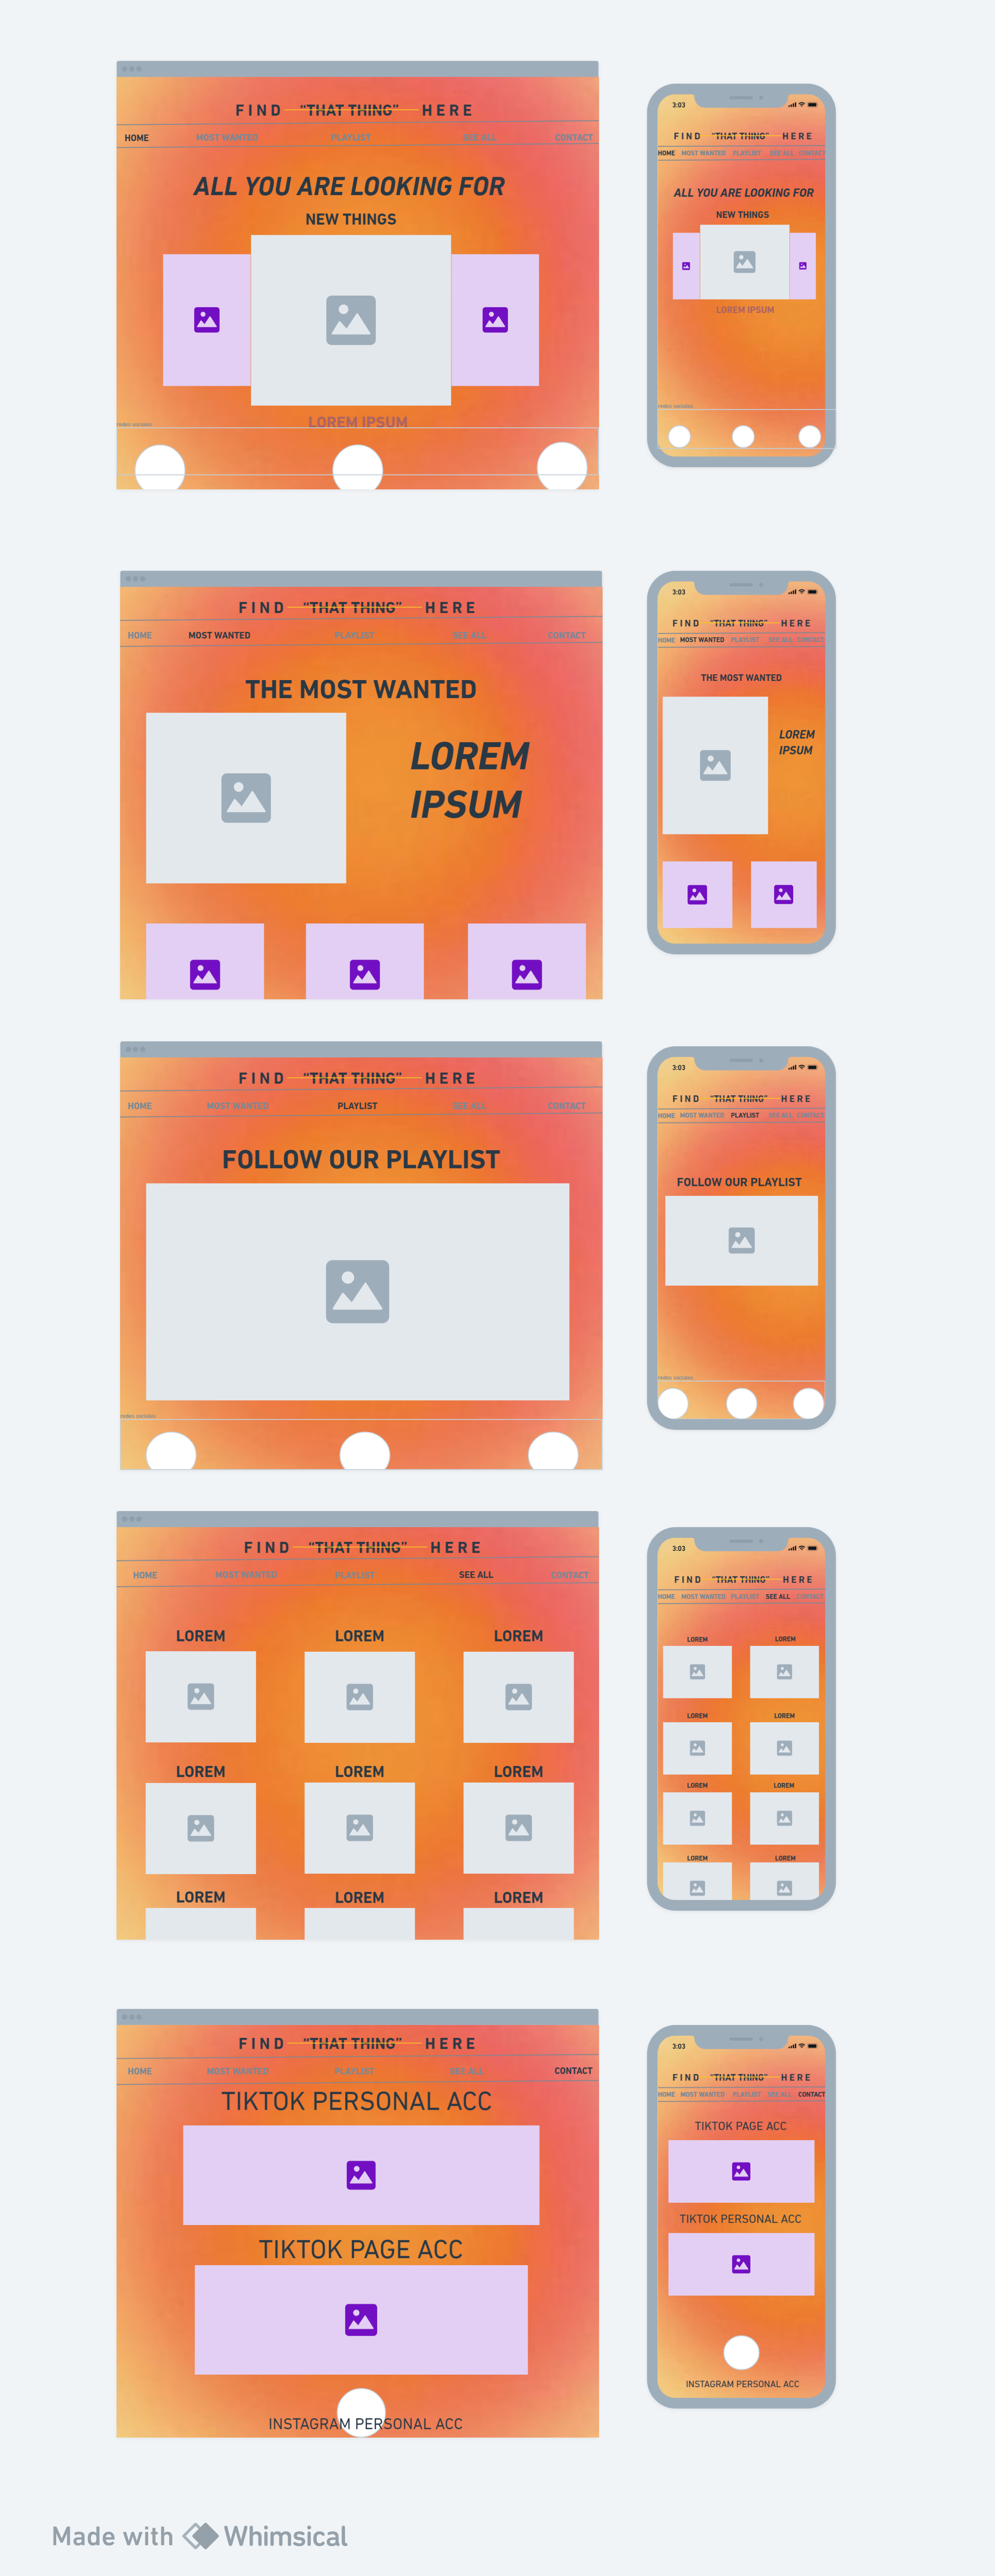 FIND "THAT THING" HERE
HOME MOST WANTED PLAYLIST SEE ALL CONTACT
ALL YOU ARE LOOKING FOR
NEW THINGS
LOREM IPSUM
redes sociales
3:03
FIND "THAT THING" HERE
HOME MOST WANTED PLAYLIST SEE ALL CONTACT
ALL YOU ARE LOOKING FOR
NEW THINGS
LOREM IPSUM
redes sociales
FIND "THAT THING" HERE
HOME MOST WANTED PLAYLIST SEE ALL CONTACT
THE MOST WANTED
LOREM
IPSUM
3:03
FIND "THAT THING" HERE
HOME MOST WANTED PLAYLIST SEE ALL CONTACT
THE MOST WANTED
LOREM
IPSUM
FIND "THAT THING" HERE
HOME MOST WANTED PLAYLIST SEE ALL CONTACT
FOLLOW OUR PLAYLIST
redes sociales
3:03
FIND "THAT THING" HERE
HOME MOST WANTED PLAYLIST SEE ALL CONTACT
FOLLOW OUR PLAYLIST
redes sociales
FIND "THAT THING" HERE
HOME MOST WANTED PLAYLIST SEE ALL CONTACT
LOREM LOREM LOREM
LOREM LOREM LOREM
LOREM LOREM LOREM
3:03
FIND "THAT THING" HERE
HOME MOST WANTED PLAYLIST SEE ALL CONTACT
LOREM LOREM
LOREM LOREM
LOREM LOREM
LOREM LOREM
FIND "THAT THING" HERE
HOME MOST WANTED PLAYLIST SEE ALL CONTACT
TIKTOK PERSONAL ACC
TIKTOK PAGE ACC
INSTAGRAM PERSONAL ACC
3:03
FIND "THAT THING" HERE
HOME MOST WANTED PLAYLIST SEE ALL CONTACT
TIKTOK PAGE ACC
TIKTOK PERSONAL ACC
INSTAGRAM PERSONAL ACC
Made with Whimsical